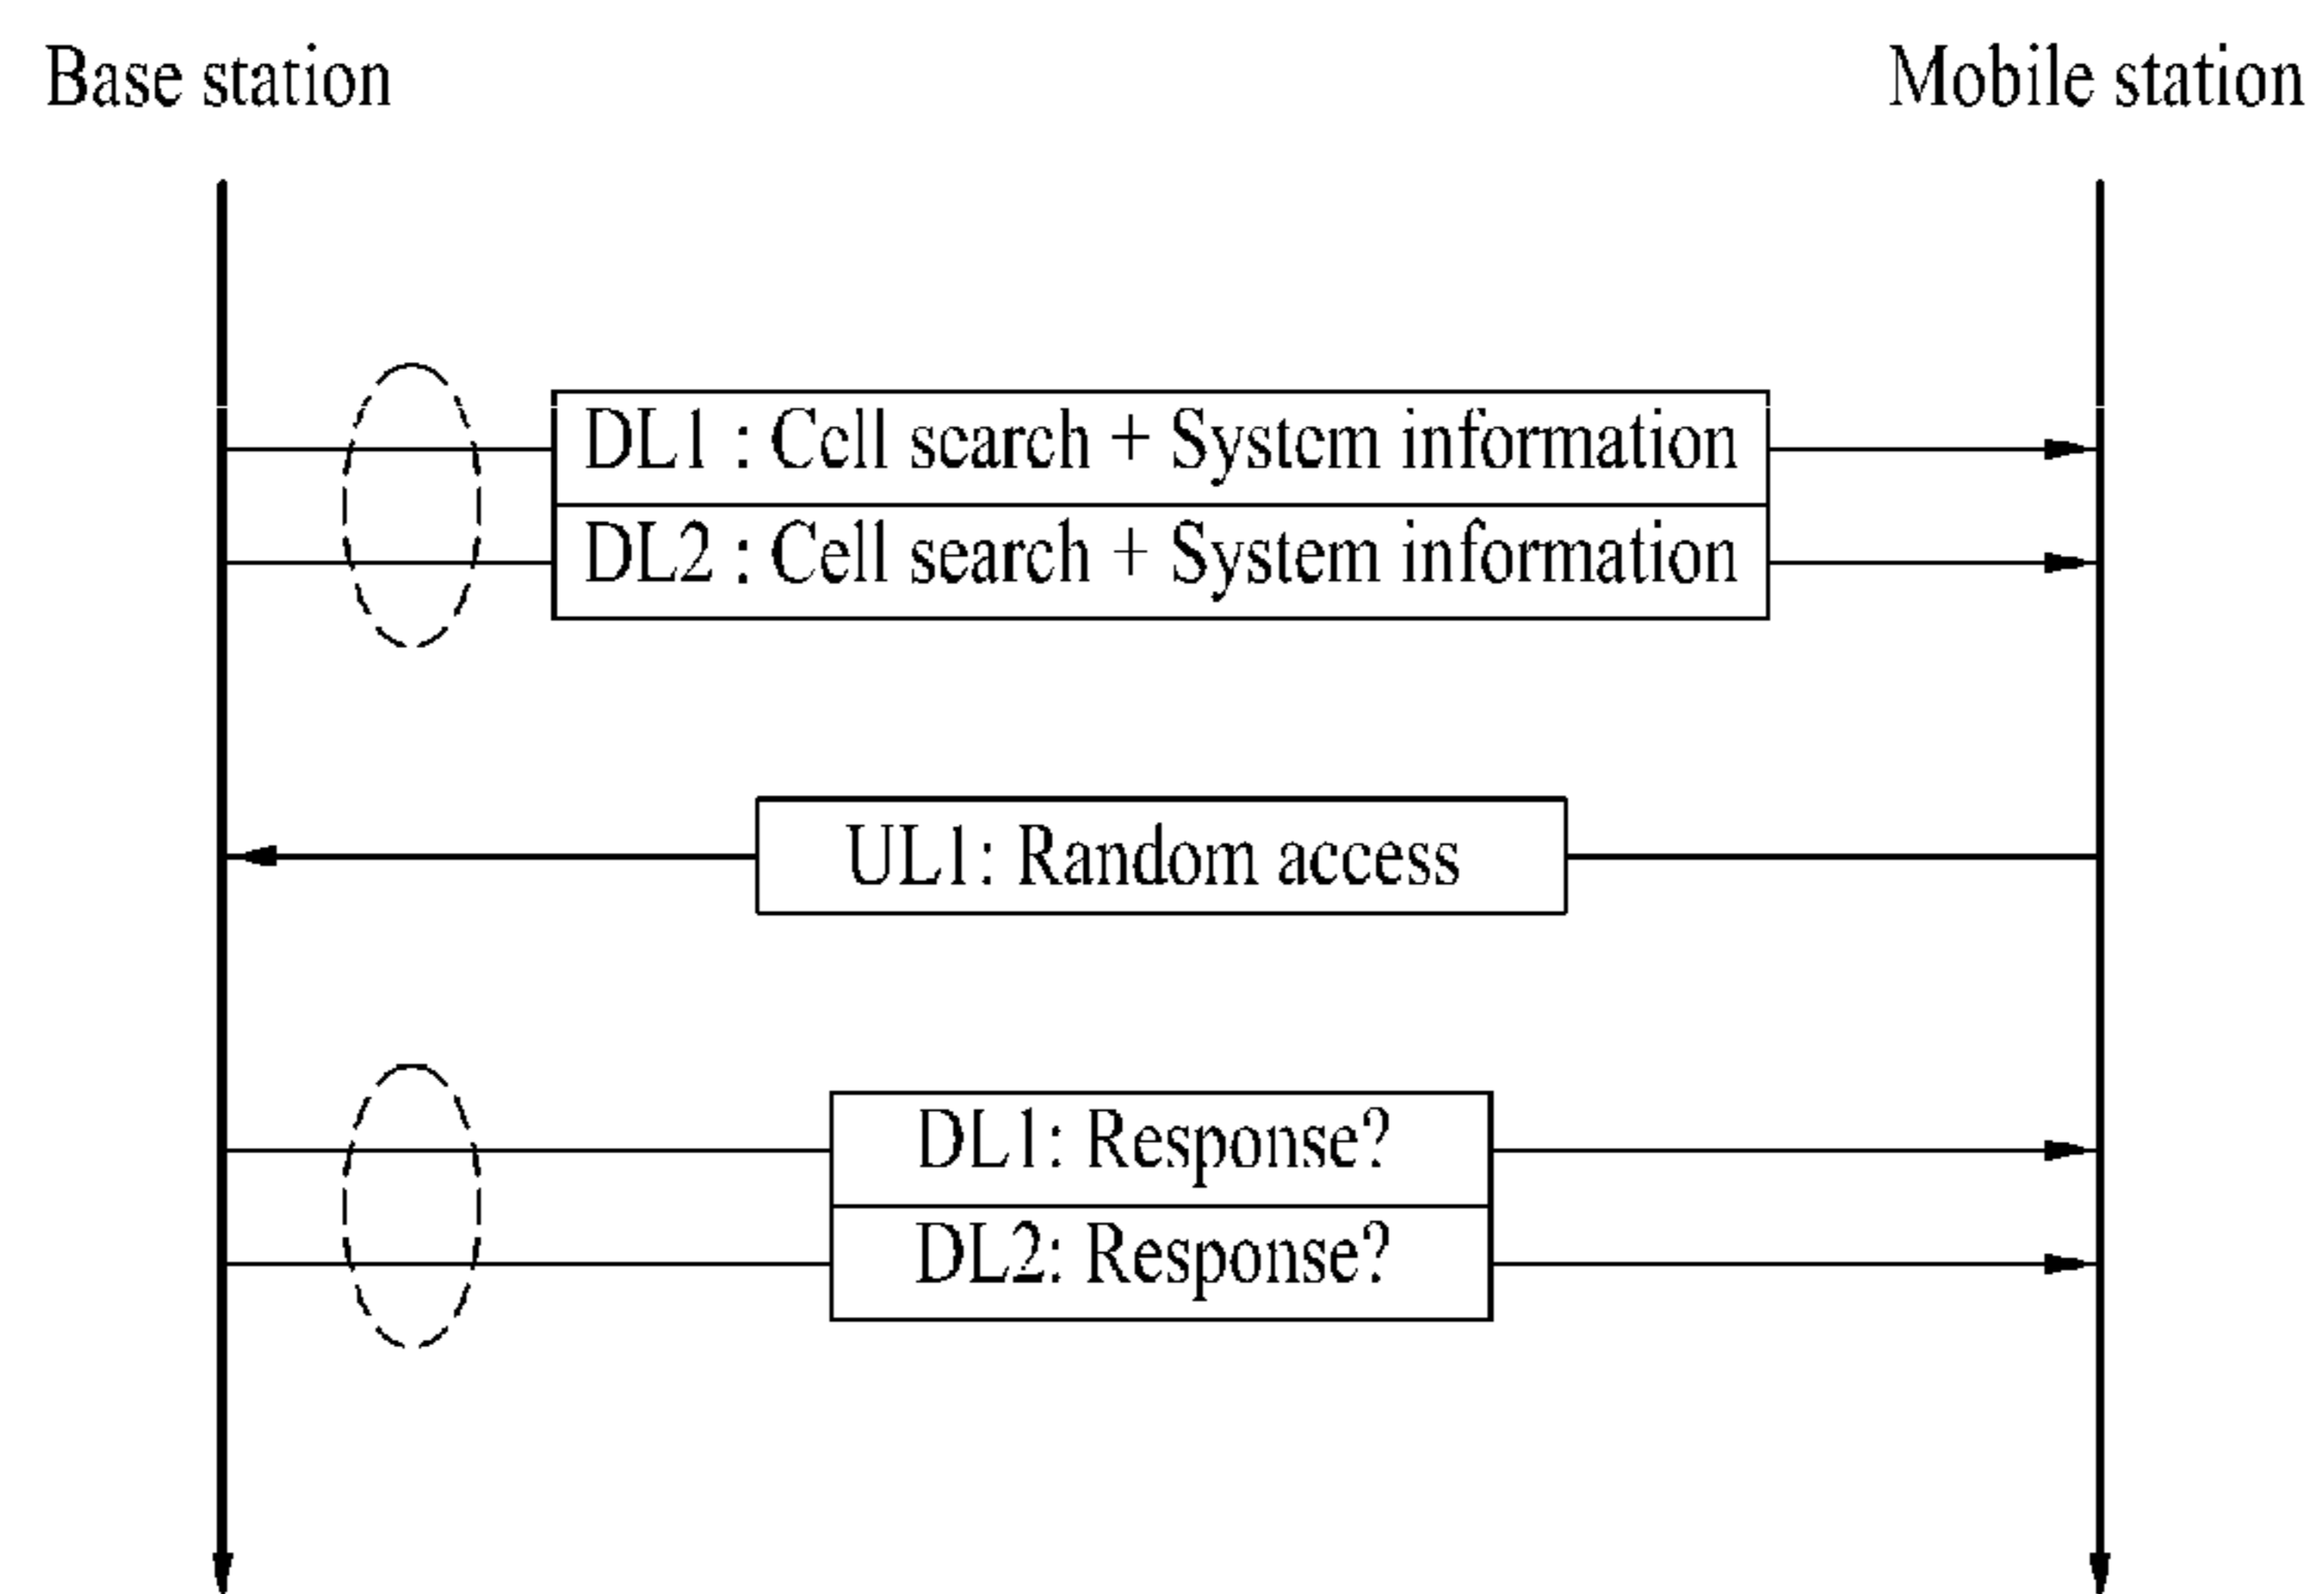 Base station
Mobile station
DL1 : Cell search + System information
DL2 : Cell search + System information
UL1: Random access
DL1: Response?
DL2: Response?